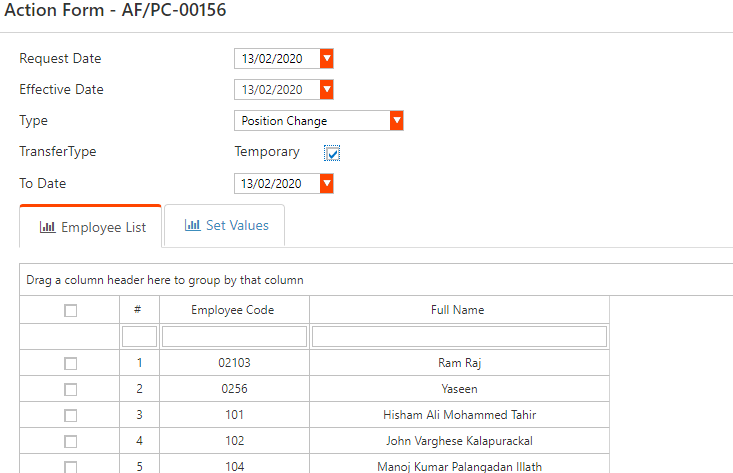 Action Form - AF/PC-00156
Request Date 13/02/2020
Effective Date 13/02/2020
Type Position Change
TransferType Temporary
To Date 13/02/2020
Employee List Set Values
Drag a column header here to group by that column
# Employee Code Full Name
1 02103 Ram Raj
2 0256 Yaseen
3 101 Hisham Ali Mohammed Tahir
4 102 John Varghese Kalapurackal
5 104 Manoj Kumar Palangadan Illath